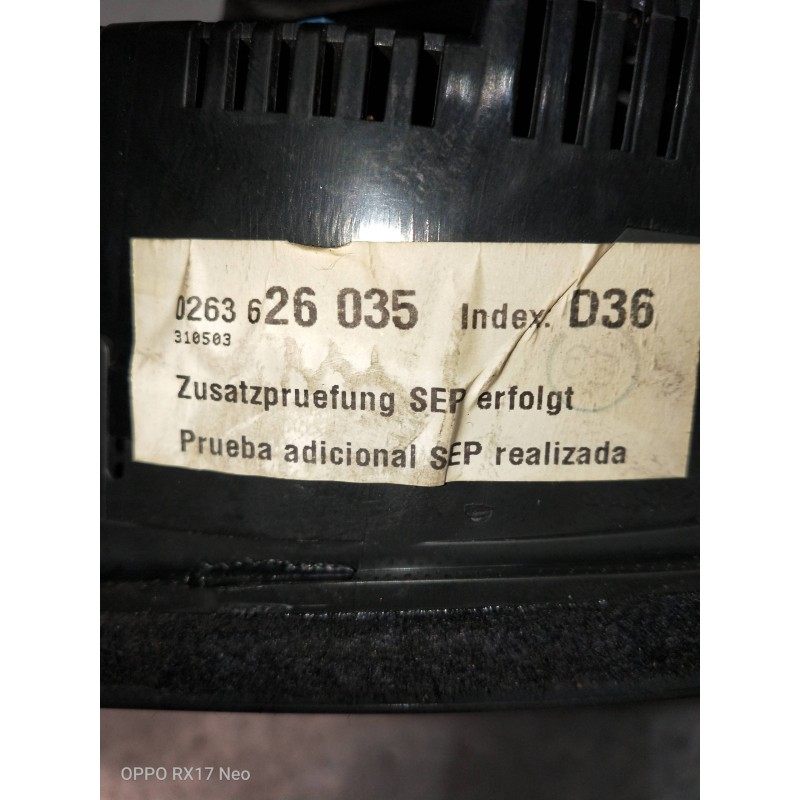 0263 626 035 Index. D36
310503
Zusatzpruefung SEP erfolgt
Prueba adicional SEP realizada
OPPO RX17 Neo